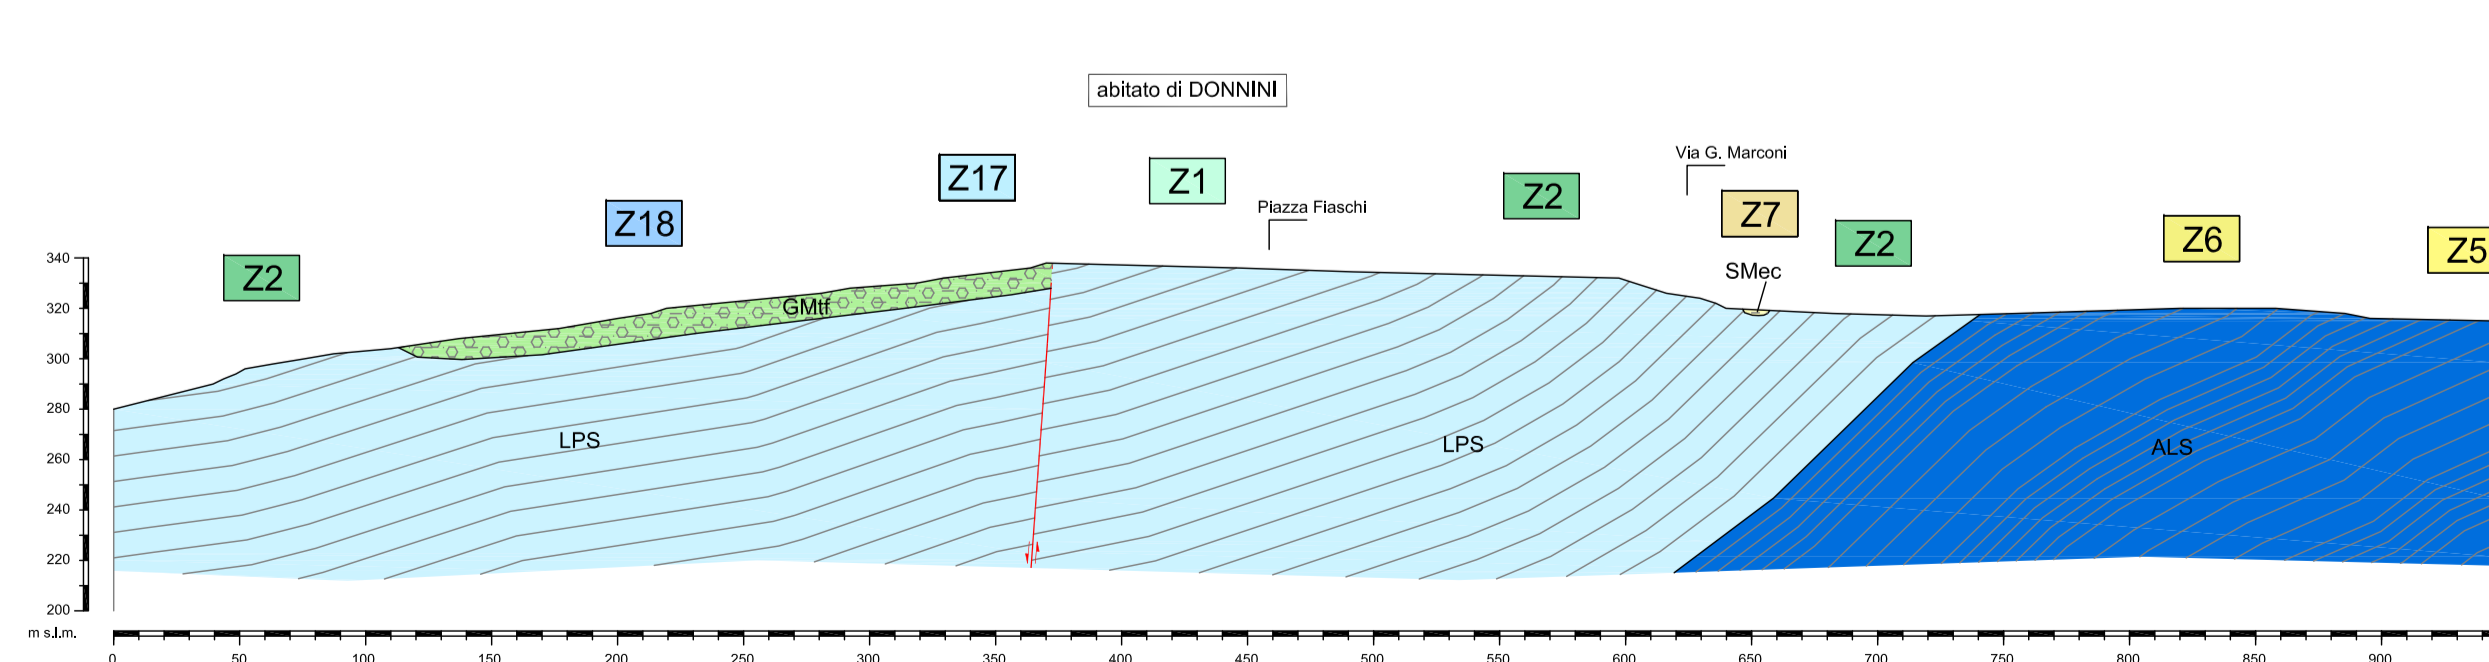 abitato di DONNINI
Via G. Marconi
Z17
Z1
Z2
Z7
Piazza Fiaschi
Z18
Z2
Z6
Z5
Z2
SMec
340
320
300
280
260
240
220
200
GMtf
LPS
LPS
ALS
m s.l.m.
0 50 100 150 200 250 300 350 400 450 500 550 600 650 700 750 800 850 900